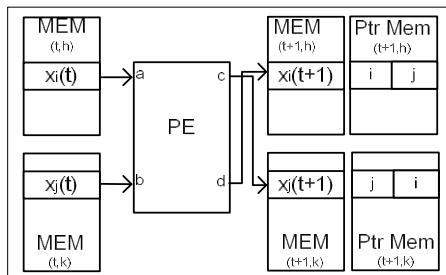 MEM
(t,h)
xi(t)
a
c
PE
b
d
xj(t)
MEM
(t,k)
MEM
(t+1,h)
xi(t+1)
Ptr Mem
(t+1,h)
i j
xj(t+1)
MEM
(t+1,k)
j i
Ptr Mem
(t+1,k)